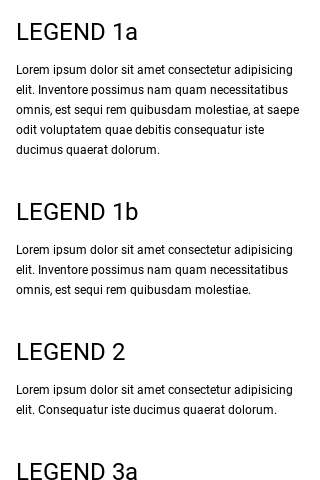 LEGEND 1a
Lorem ipsum dolor sit amet consectetur adipisicing
elit. Inventore possimus nam quam necessitatibus
omnis, est sequi rem quibusdam molestiae, at saepe
odit voluptatem quae debitis consequatur iste
ducimus quaerat dolorum.
LEGEND 1b
Lorem ipsum dolor sit amet consectetur adipisicing
elit. Inventore possimus nam quam necessitatibus
omnis, est sequi rem quibusdam molestiae.
LEGEND 2
Lorem ipsum dolor sit amet consectetur adipisicing
elit. Consequatur iste ducimus quaerat dolorum.
LEGEND 3a